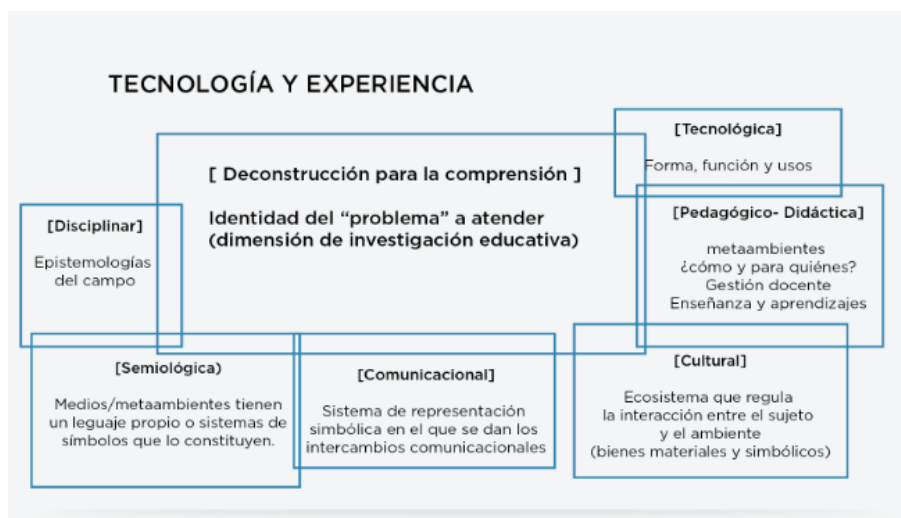 TECNOLOGÍA Y EXPERIENCIA
[ Deconstrucción para la comprensión ]
Identidad del “problema” a atender
(dimensión de investigación educativa)
[Tecnológica]
Forma, función y usos
[Disciplinar]
Epistemologías
del campo
[Pedagógico- Didáctica]
metaambientes
¿cómo y para quiénes?
Gestión docente
Enseñanza y aprendizajes
[Semiológica)
Medios/metaambientes tienen
un leguaje propio o sistemas de
símbolos que lo constituyen.
[Comunicacional]
Sistema de representación
simbólica en el que se dan los
intercambios comunicacionales
[Cultural]
Ecosistema que regula
la interacción entre el sujeto
y el ambiente
(bienes materiales y simbólicos)